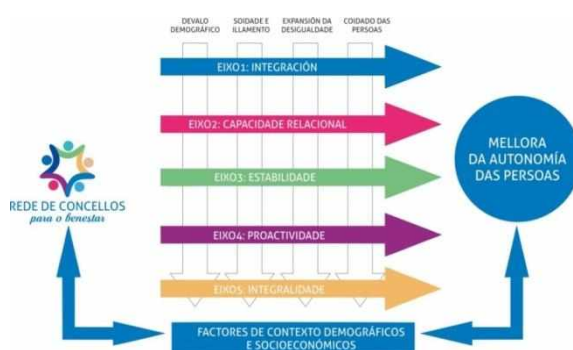 DEVALO
DEMOGRÁFICO
SOIDADE E
ILLAMENTO
EXPANSIÓN DA
DESIGUALDADE
COIDADO DAS
PERSOAS
EIXO1: INTEGRACIÓN
EIXO2: CAPACIDADE RELACIONAL
EIXO3: ESTABILIDADE
EIXO4: PROACTIVIDADE
EIXO5: INTEGRALIDADE
REDE DE CONCELLOS
para o benestar
MELLORA
DA AUTONOMÍA
DAS PERSOAS
FACTORES DE CONTEXTO DEMOGRÁFICOS
E SOCIOECONÓMICOS